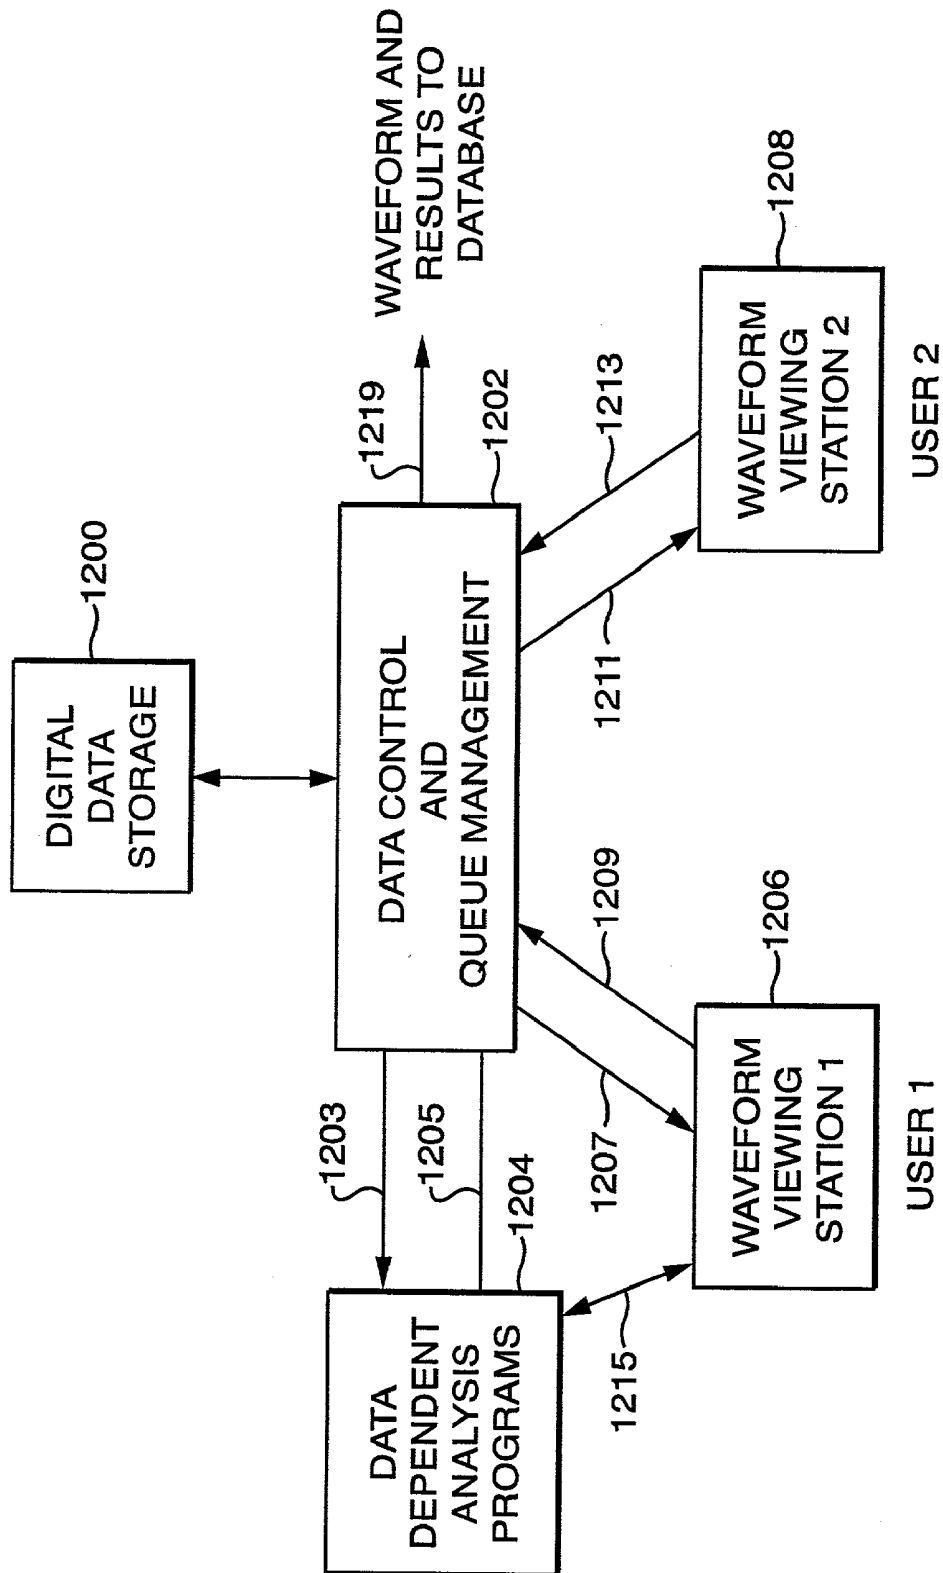 1200
DIGITAL
DATA
STORAGE
1219
WAVEFORM AND
RESULTS TO
DATABASE
1202
DATA CONTROL
AND
QUEUE MANAGEMENT
1203
1205
1204
DATA
DEPENDENT
ANALYSIS
PROGRAMS
1215
1207
1209
1206
WAVEFORM
VIEWING
STATION 1
USER 1
1211
1213
1208
WAVEFORM
VIEWING
STATION 2
USER 2